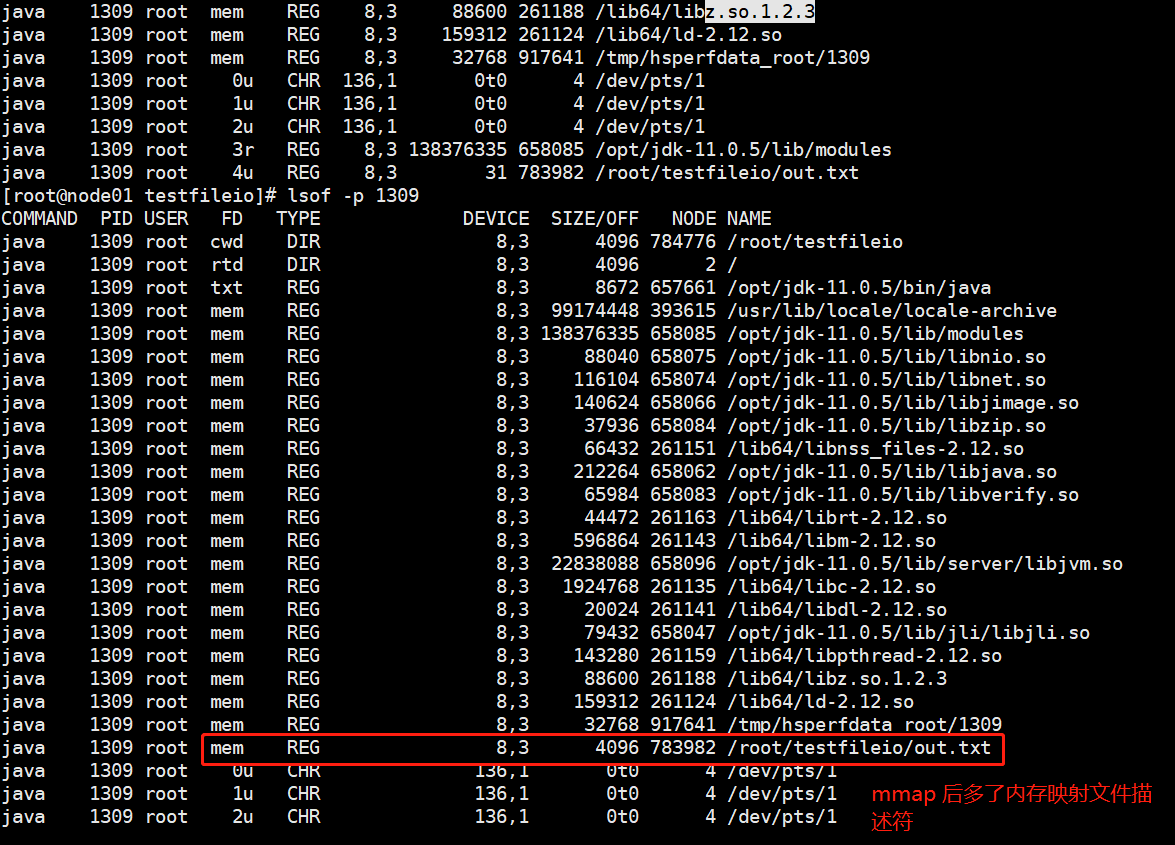 java    1309 root  mem    REG    8,3     88600 261188 /lib64/libz.so.1.2.3
java    1309 root  mem    REG    8,3    159312 261124 /lib64/ld-2.12.so
java    1309 root  mem    REG    8,3     32768 917641 /tmp/hsperfdata_root/1309
java    1309 root    0u   CHR  136,1       0t0      4 /dev/pts/1
java    1309 root    1u   CHR  136,1       0t0      4 /dev/pts/1
java    1309 root    2u   CHR  136,1       0t0      4 /dev/pts/1
java    1309 root    3r   REG    8,3 138376335 658085 /opt/jdk-11.0.5/lib/modules
java    1309 root    4u   REG    8,3        31 783982 /root/testfileio/out.txt
[root@node01 testfileio]# lsof -p 1309
COMMAND  PID USER   FD   TYPE             DEVICE  SIZE/OFF   NODE NAME
java    1309 root  cwd    DIR                8,3      4096 784776 /root/testfileio
java    1309 root  rtd    DIR                8,3      4096      2 /
java    1309 root  txt    REG                8,3      8672 657661 /opt/jdk-11.0.5/bin/java
java    1309 root  mem    REG                8,3  99174448 393615 /usr/lib/locale/locale-archive
java    1309 root  mem    REG                8,3 138376335 658085 /opt/jdk-11.0.5/lib/modules
java    1309 root  mem    REG                8,3     88040 658075 /opt/jdk-11.0.5/lib/libnio.so
java    1309 root  mem    REG                8,3    116104 658074 /opt/jdk-11.0.5/lib/libnet.so
java    1309 root  mem    REG                8,3    140624 658066 /opt/jdk-11.0.5/lib/libjimage.so
java    1309 root  mem    REG                8,3     37936 658084 /opt/jdk-11.0.5/lib/libzip.so
java    1309 root  mem    REG                8,3     66432 261151 /lib64/libnss_files-2.12.so
java    1309 root  mem    REG                8,3    212264 658062 /opt/jdk-11.0.5/lib/libjava.so
java    1309 root  mem    REG                8,3     65984 658083 /opt/jdk-11.0.5/lib/libverify.so
java    1309 root  mem    REG                8,3     44472 261163 /lib64/librt-2.12.so
java    1309 root  mem    REG                8,3    596864 261143 /lib64/libm-2.12.so
java    1309 root  mem    REG                8,3  22838088 658096 /opt/jdk-11.0.5/lib/server/libjvm.so
java    1309 root  mem    REG                8,3   1924768 261135 /lib64/libc-2.12.so
java    1309 root  mem    REG                8,3     20024 261141 /lib64/libdl-2.12.so
java    1309 root  mem    REG                8,3     79432 658047 /opt/jdk-11.0.5/lib/jli/libjli.so
java    1309 root  mem    REG                8,3    143280 261159 /lib64/libpthread-2.12.so
java    1309 root  mem    REG                8,3     88600 261188 /lib64/libz.so.1.2.3
java    1309 root  mem    REG                8,3    159312 261124 /lib64/ld-2.12.so
java    1309 root  mem    REG                8,3     32768 917641 /tmp/hsperfdata_root/1309
java    1309 root  mem    REG                8,3      4096 783982 /root/testfileio/out.txt
java    1309 root    0u   CHR              136,1       0t0      4 /dev/pts/1
java    1309 root    1u   CHR              136,1       0t0      4 /dev/pts/1
java    1309 root    2u   CHR              136,1       0t0      4 /dev/pts/1
mmap 后多了内存映射文件描
述符